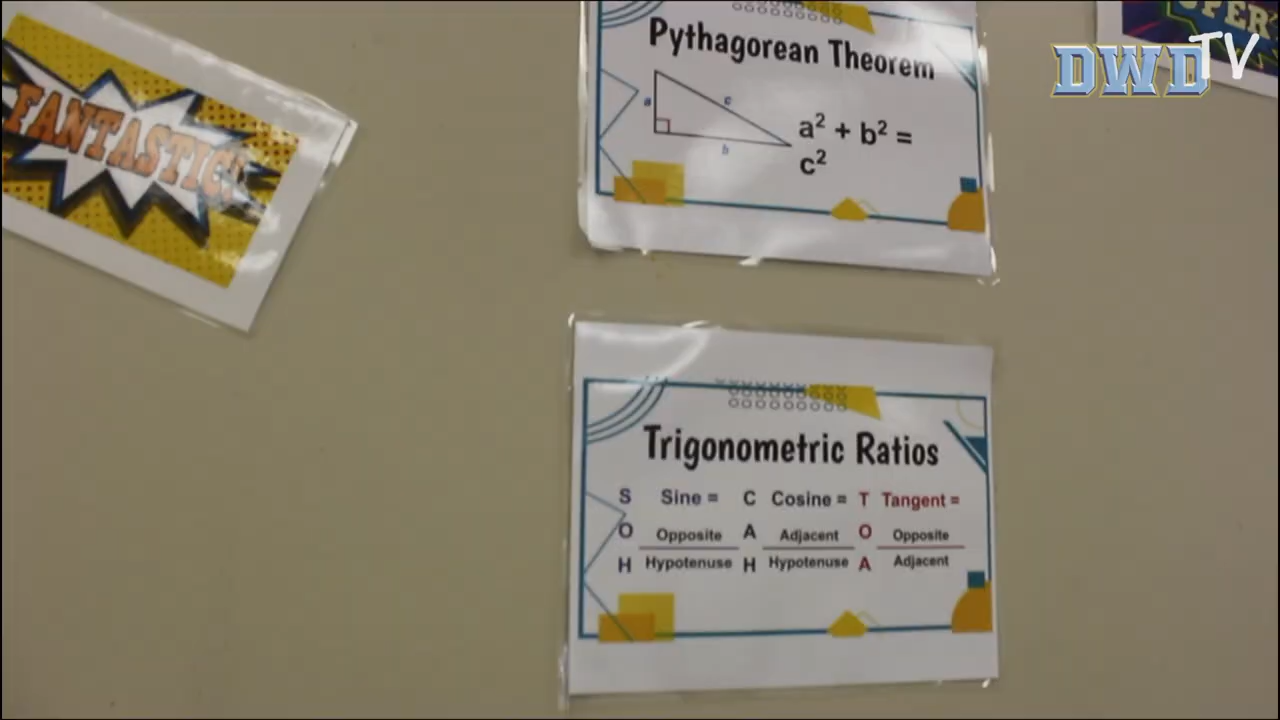 FANTASTIC!
Pythagorean Theorem
a
c
b
a² + b² =
c²
DWDTV
Trigonometric Ratios
S Sine = C Cosine = T Tangent =
O Opposite A Adjacent O Opposite
H Hypotenuse H Hypotenuse A Adjacent